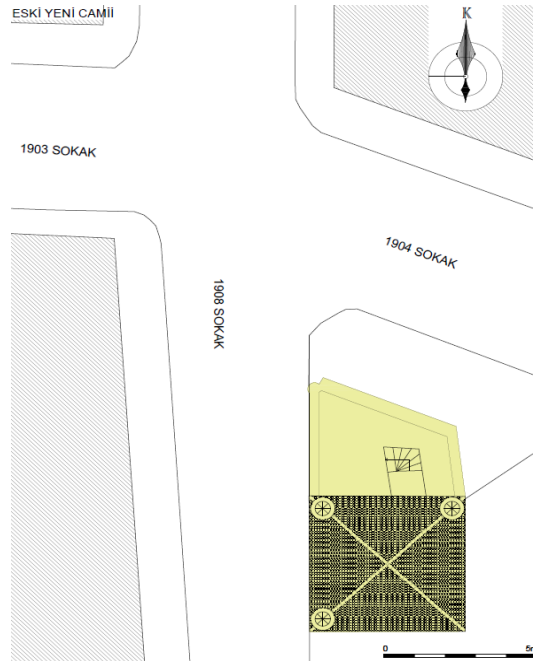 ESKİ YENİ CAMİİ
K
1903 SOKAK
1904 SOKAK
1908 SOKAK
0
5m